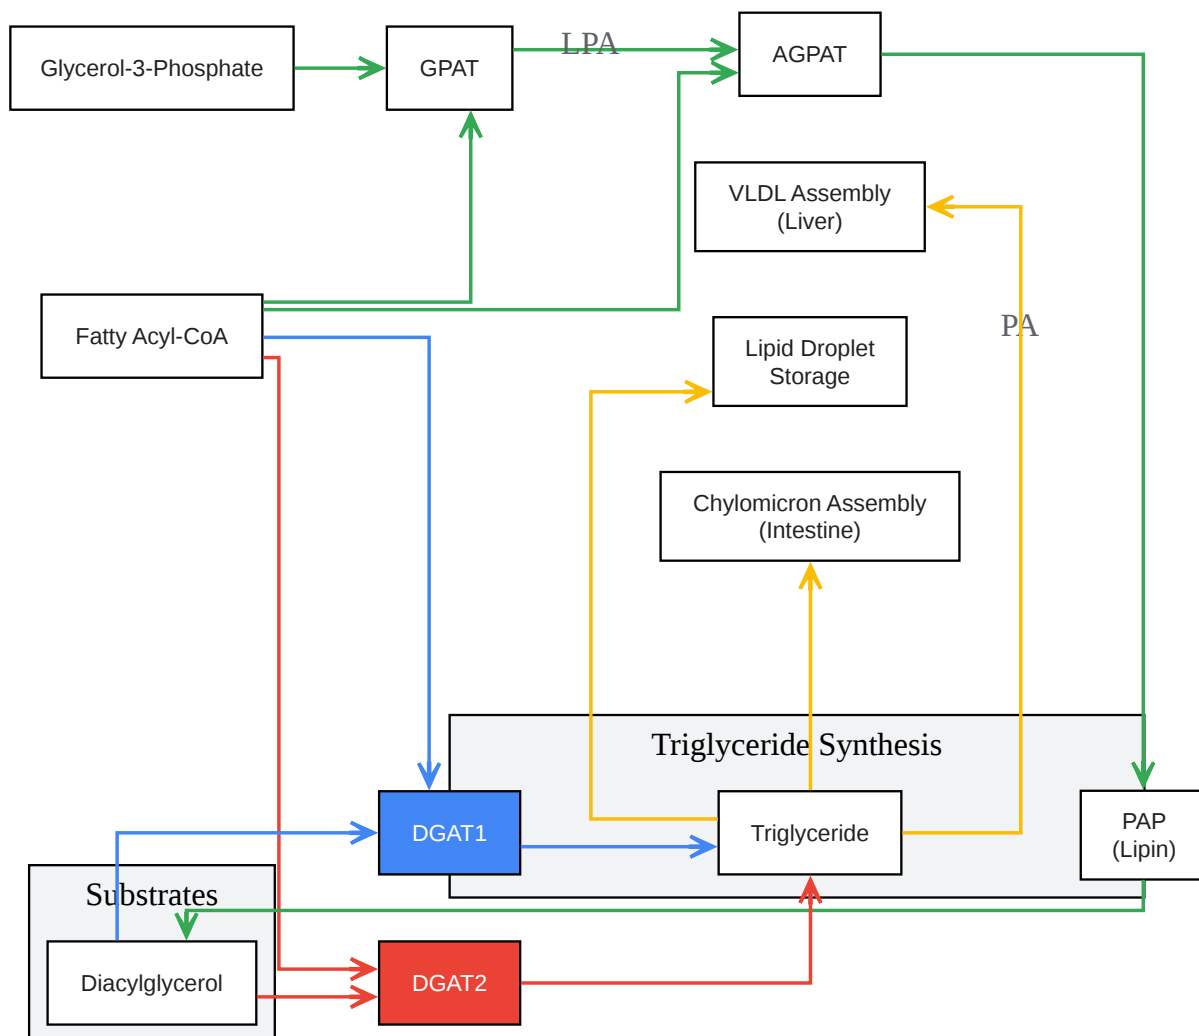 Glycerol-3-Phosphate
GPAT
LPA
AGPAT
VLDL Assembly
(Liver)
Fatty Acyl-CoA
PA
Lipid Droplet
Storage
Chylomicron Assembly
(Intestine)
Triglyceride Synthesis
DGAT1
Triglyceride
PAP
(Lipin)
Substrates
Diacylglycerol
DGAT2